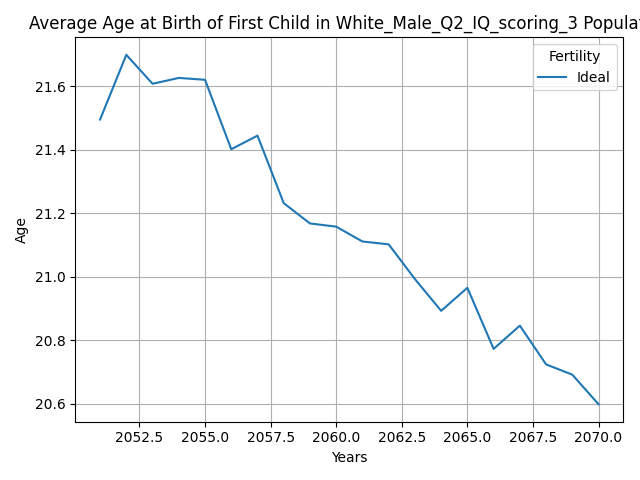 Average Age at Birth of First Child in White_Male_Q2_IQ_scoring_3
Fertility
Ideal
21.6
21.4
21.2
21.0
20.8
20.6
Age
2052.5 2055.0 2057.5 2060.0 2062.5 2065.0 2067.5 2070.0
Years